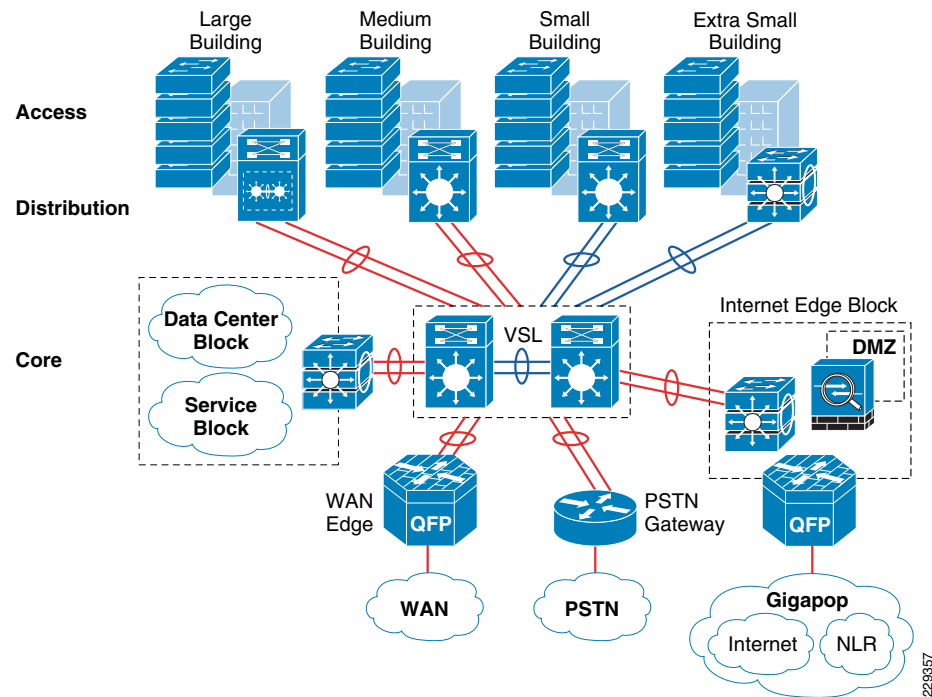 Large
Building
Medium
Building
Small
Building
Extra Small
Building
Access
Distribution
Core
Data Center
Block
Service
Block
VSL
Internet Edge Block
DMZ
WAN
Edge
QFP
PSTN
Gateway
QFP
WAN
PSTN
Gigapop
Internet
NLR
229357